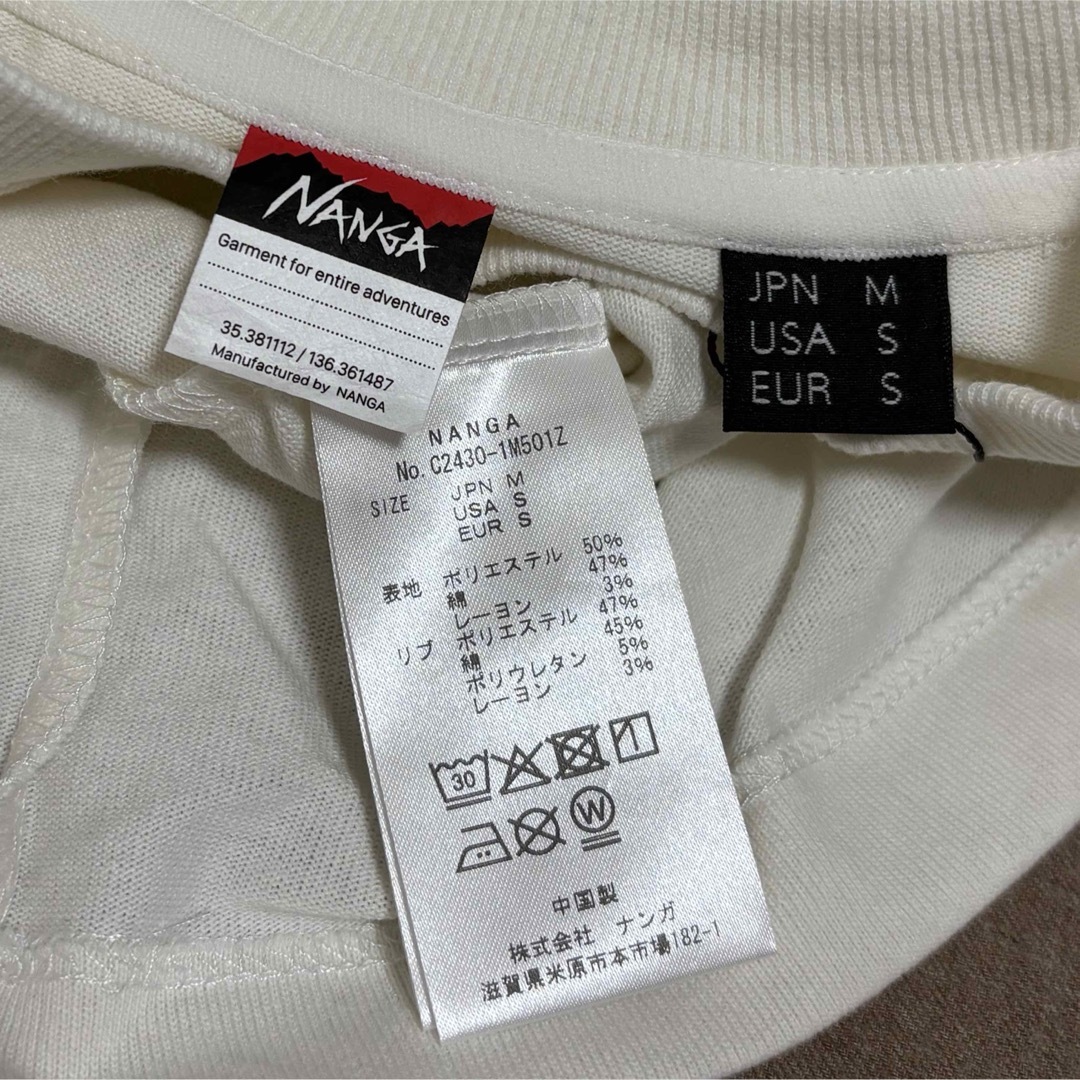 NANGA
Garment for entire adventures
35.381112 / 136.361487
Manufactured by NANGA
JPN M
USA S
EUR S
NANGA
No. C2430-1M501Z
SIZE JPN M
USA S
EUR S
表地 ポリエステル 50%
綿 47%
レーヨン 3%
リブ ポリエステル 47%
綿 45%
ポリウレタン 5%
レーヨン 3%
30
W
中国製
株式会社 ナンガ
滋賀県米原市本市場182-1